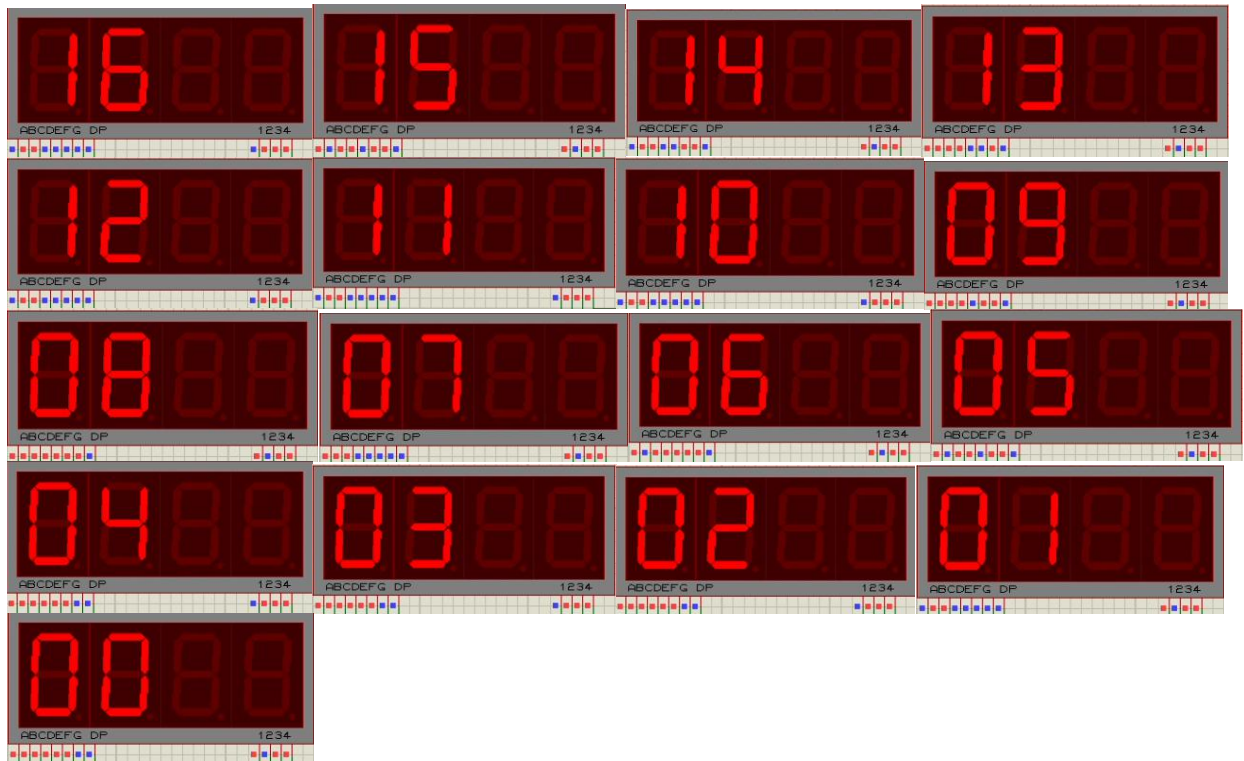 16
ABCDEFG DP 1234
15
ABCDEFG DP 1234
14
ABCDEFG DP 1234
13
ABCDEFG DP 1234
12
ABCDEFG DP 1234
11
ABCDEFG DP 1234
10
ABCDEFG DP 1234
09
ABCDEFG DP 1234
08
ABCDEFG DP 1234
07
ABCDEFG DP 1234
06
ABCDEFG DP 1234
05
ABCDEFG DP 1234
04
ABCDEFG DP 1234
03
ABCDEFG DP 1234
02
ABCDEFG DP 1234
01
ABCDEFG DP 1234
00
ABCDEFG DP 1234